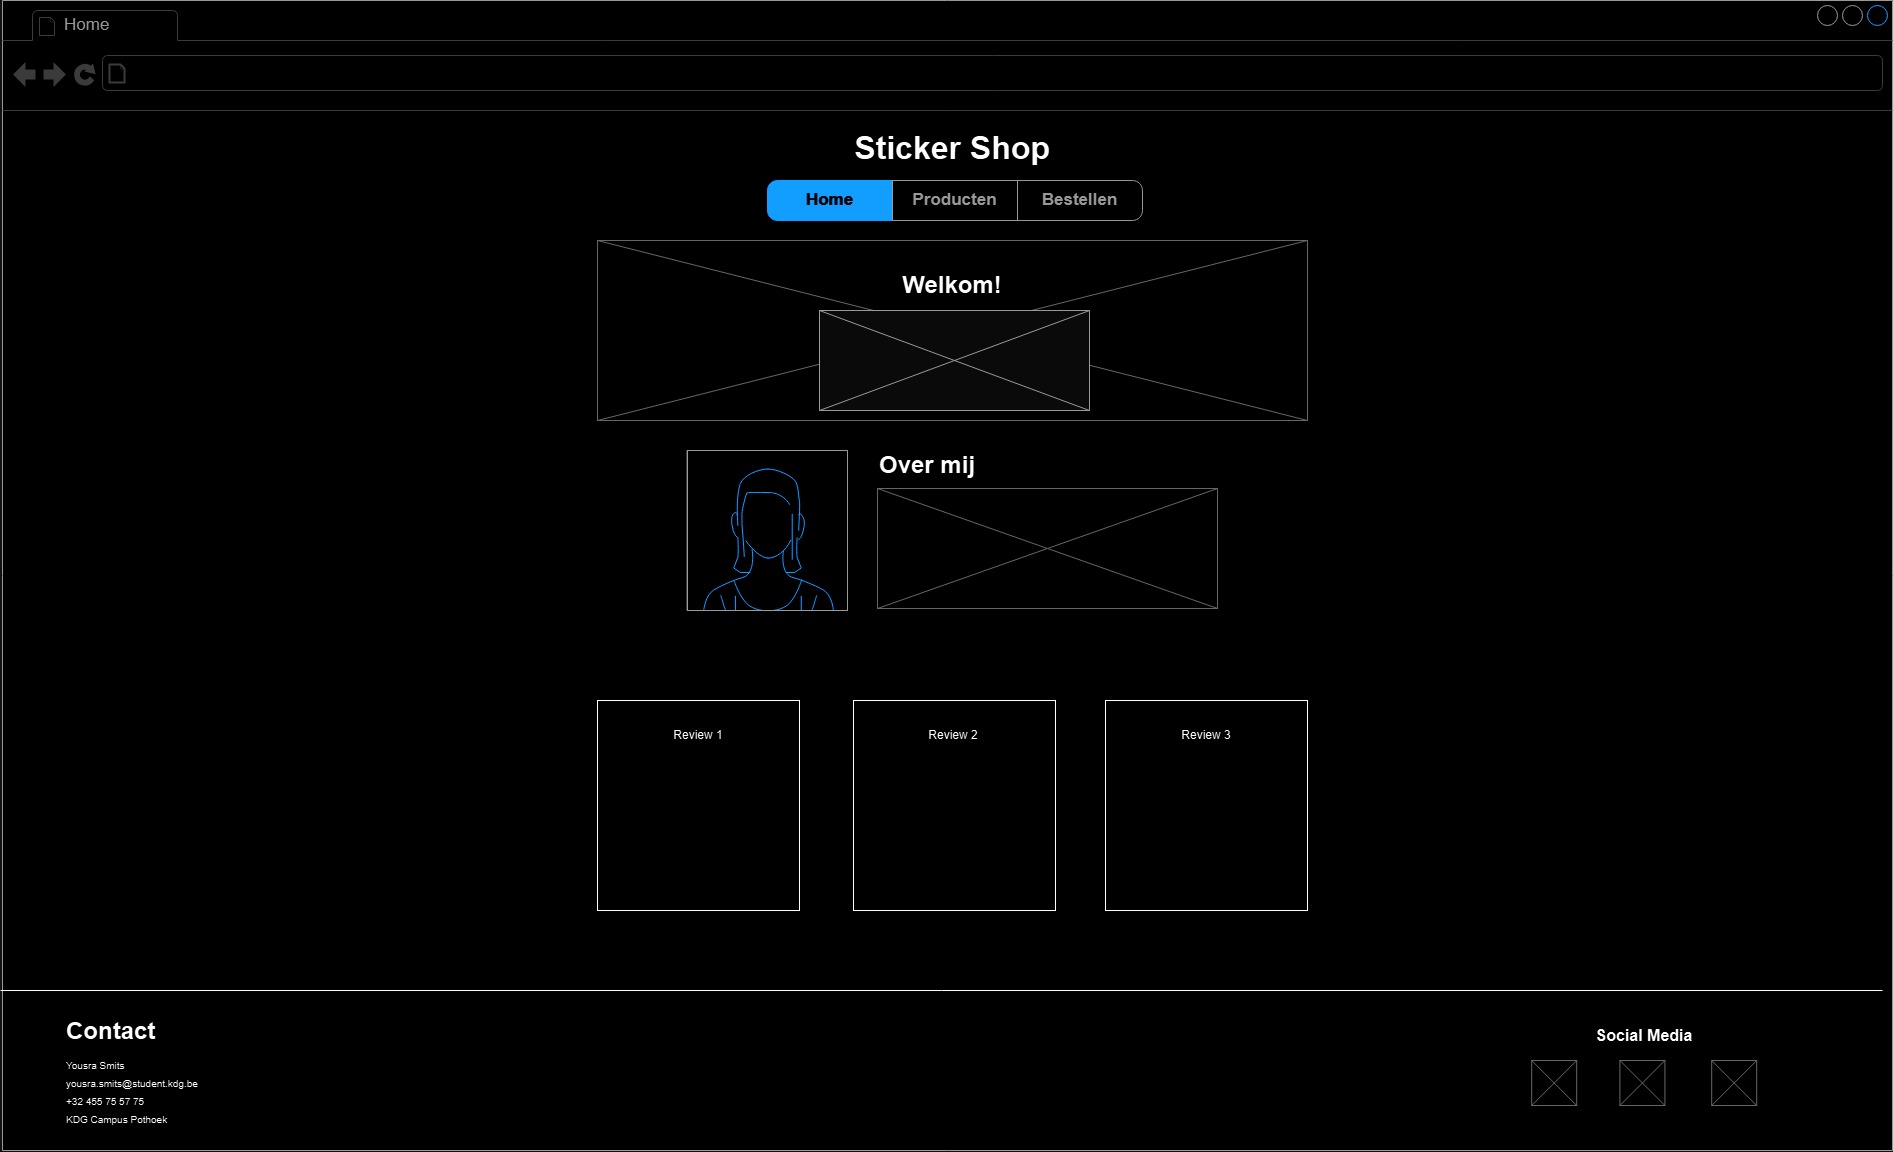 Home
Sticker Shop
Home Producten Bestellen
Welkom!
Over mij
Review 1 Review 2 Review 3
Contact
Yousra Smits
yousra.smits@student.kdg.be
+32 455 75 57 75
KDG Campus Pothoek
Social Media